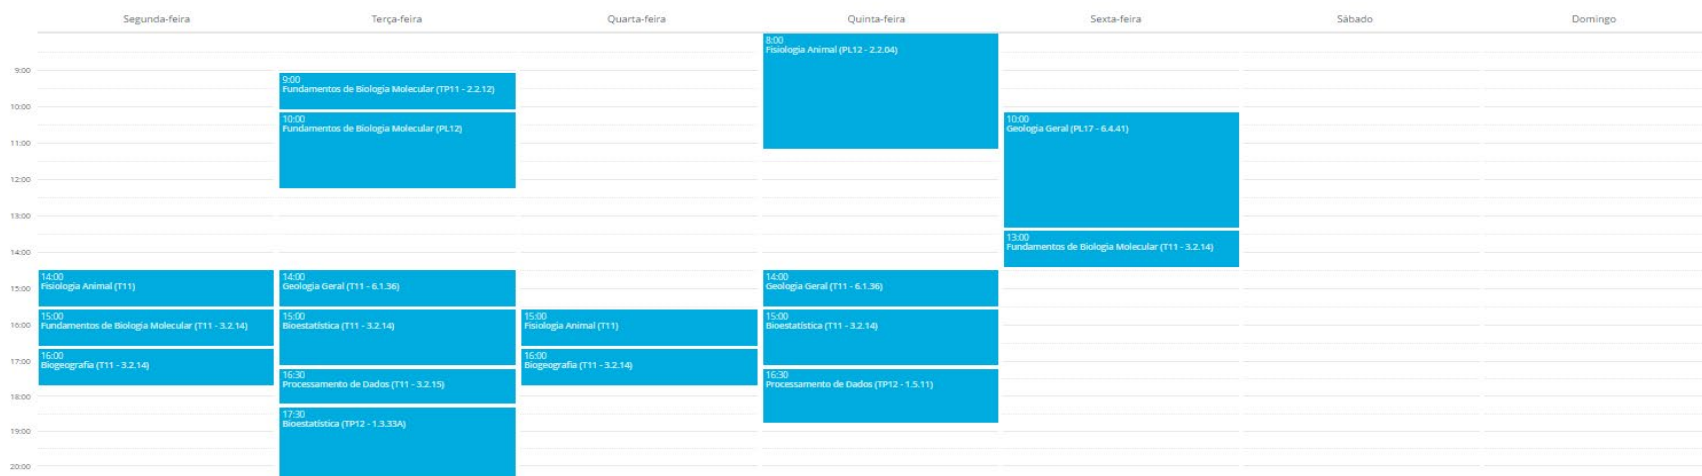 Segunda-feira
Terça-feira
Quarta-feira
Quinta-feira
Sexta-feira
Sábado
Domingo
9:00
10:00
11:00
12:00
13:00
14:00
15:00
16:00
17:00
18:00
19:00
20:00
14:00
Fisiologia Animal (T11)
15:00
Fundamentos de Biologia Molecular (T11 - 3.2.14)
16:00
Biogeografia (T11 - 3.2.14)
9:00
Fundamentos de Biologia Molecular (TP11 - 2.2.12)
10:00
Fundamentos de Biologia Molecular (PL12)
14:00
Geologia Geral (T11 - 6.1.36)
15:00
Bioestatística (T11 - 3.2.14)
16:30
Processamento de Dados (T11 - 3.2.15)
17:30
Bioestatística (TP12 - 1.3.33A)
15:00
Fisiologia Animal (T11)
16:00
Biogeografia (T11 - 3.2.14)
8:00
Fisiologia Animal (PL12 - 2.2.04)
14:00
Geologia Geral (T11 - 6.1.36)
15:00
Bioestatística (T11 - 3.2.14)
16:30
Processamento de Dados (TP12 - 1.5.11)
10:00
Geologia Geral (PL17 - 6.4.41)
13:00
Fundamentos de Biologia Molecular (T11 - 3.2.14)